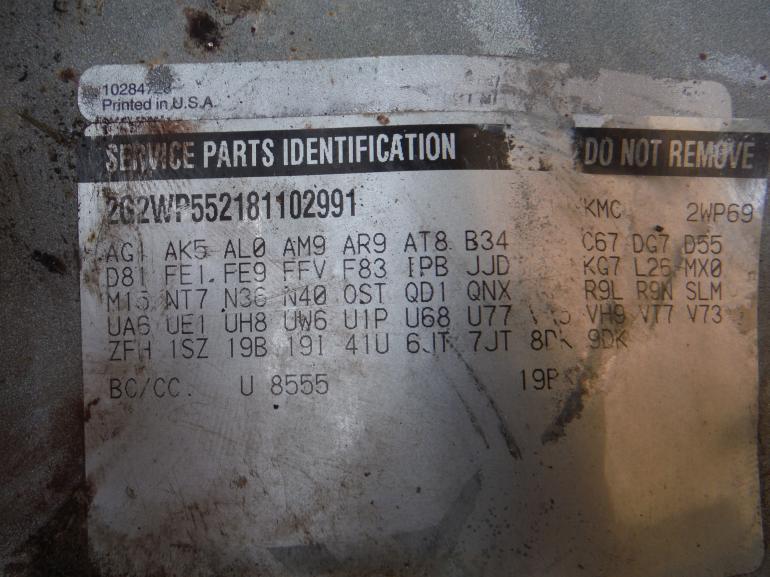 Printed in U.S.A.
SERVICE PARTS IDENTIFICATION DO NOT REMOVE
2G2WP552181102991 KMC 2WP69
AG1 AK5 AL0 AM9 AR9 AT8 B34 C67 DG7 D55
D81 FE1 FE9 FFV F83 IPB JJD KG7 L26 MX0
M15 NT7 N36 N40 OST QD1 QNX R9L R9N SLM
UA6 UE1 UH8 UW6 U1P U68 U77 VH9 VT7 V73
ZFH 1SZ 19B 19I 41U 6JT 7JT 9DK
BC/CC. U 8555